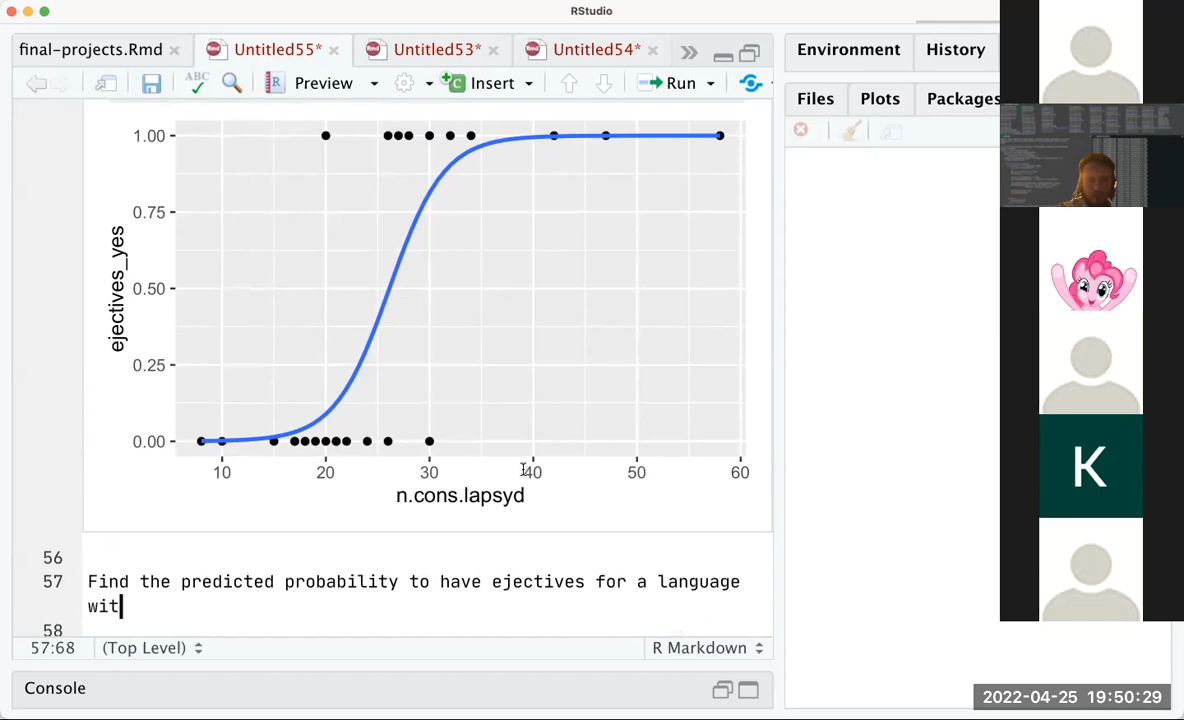 RStudio
final-projects.Rmd Untitled55* Untitled53* Untitled54* Environment History
ABC Preview Insert Run Files Plots Packages
1.00
0.75
0.50
0.25
0.00
ejectives_yes
10 20 30 40 50 60
n.cons.lapsyd
56
57 Find the predicted probability to have ejectives for a language
wit
58
57:68 (Top Level) R Markdown
Console
K
2022-04-25 19:50:29